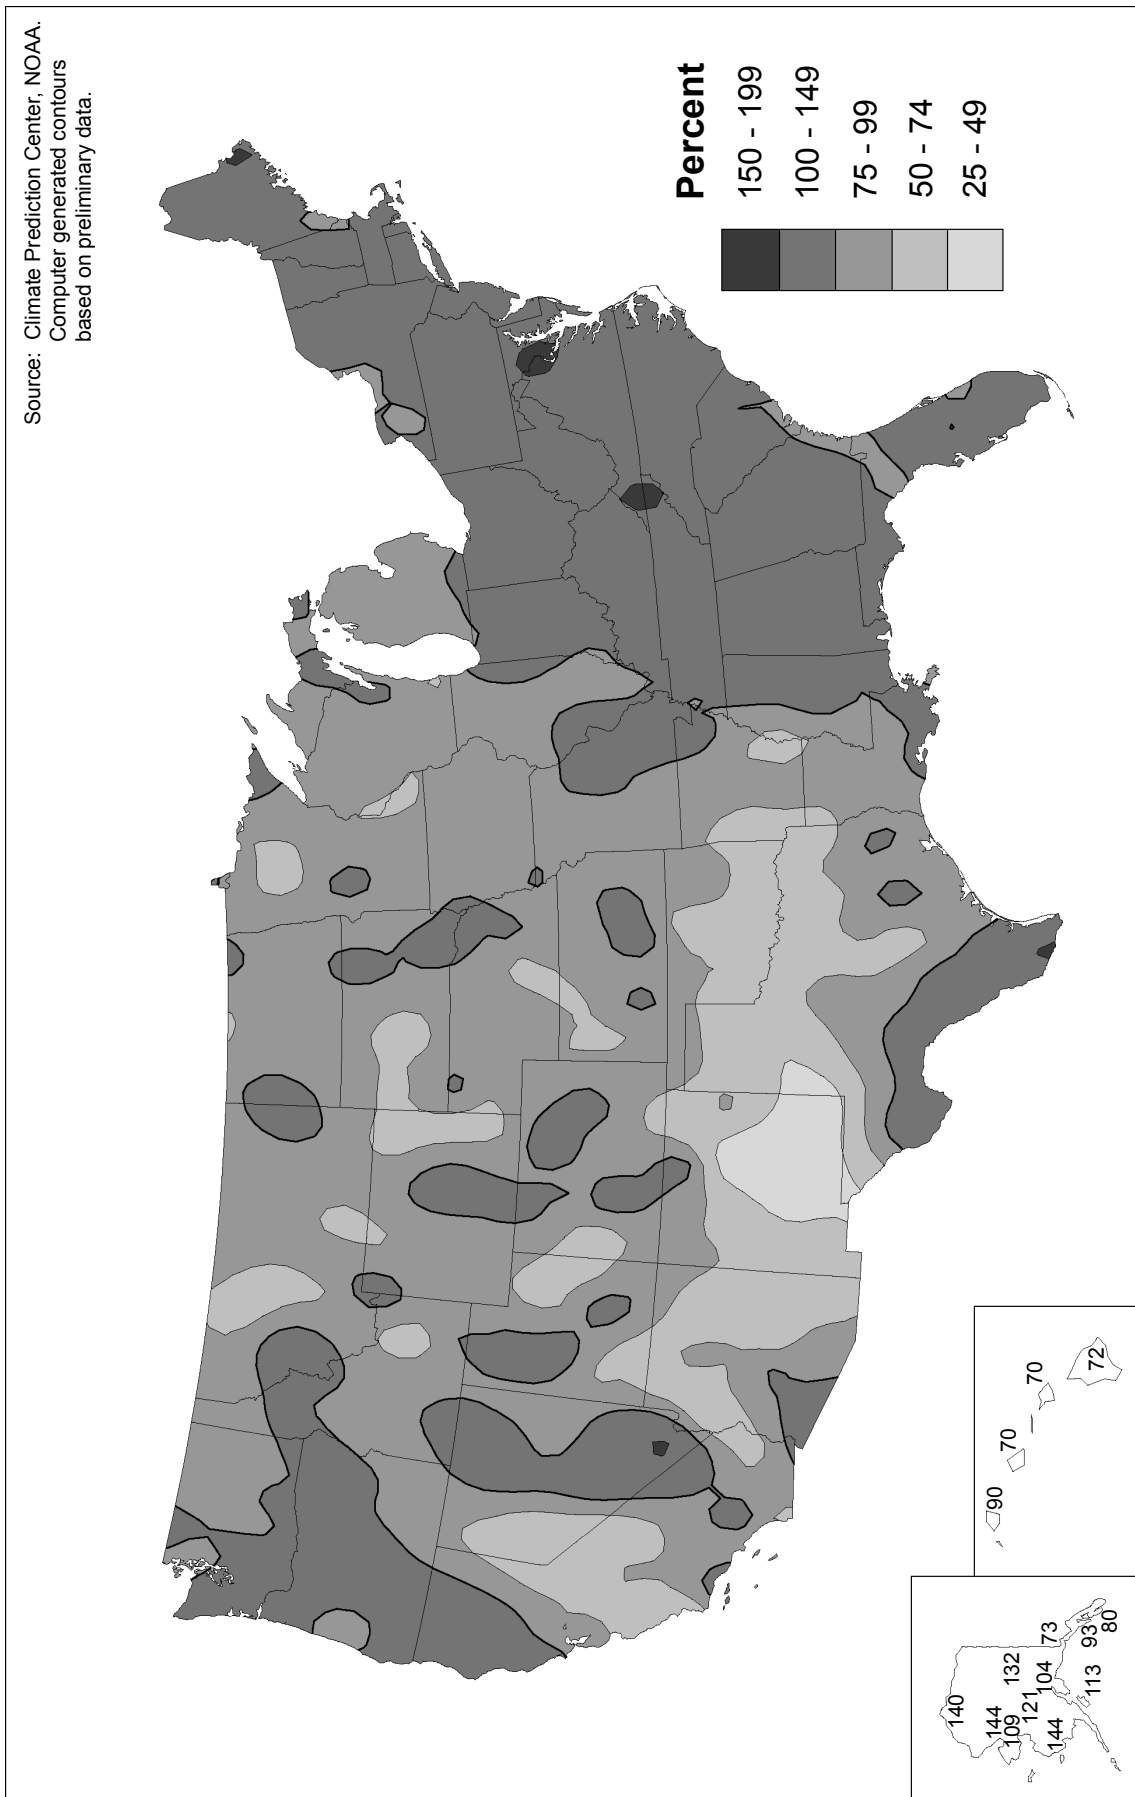 Source: Climate Prediction Center, NOAA.
Computer generated contours
based on preliminary data.
Percent
150 - 199
100 - 149
75 - 99
50 - 74
25 - 49
140
144
109
132
121
104
144
73
113
93
80
90
70
70
72